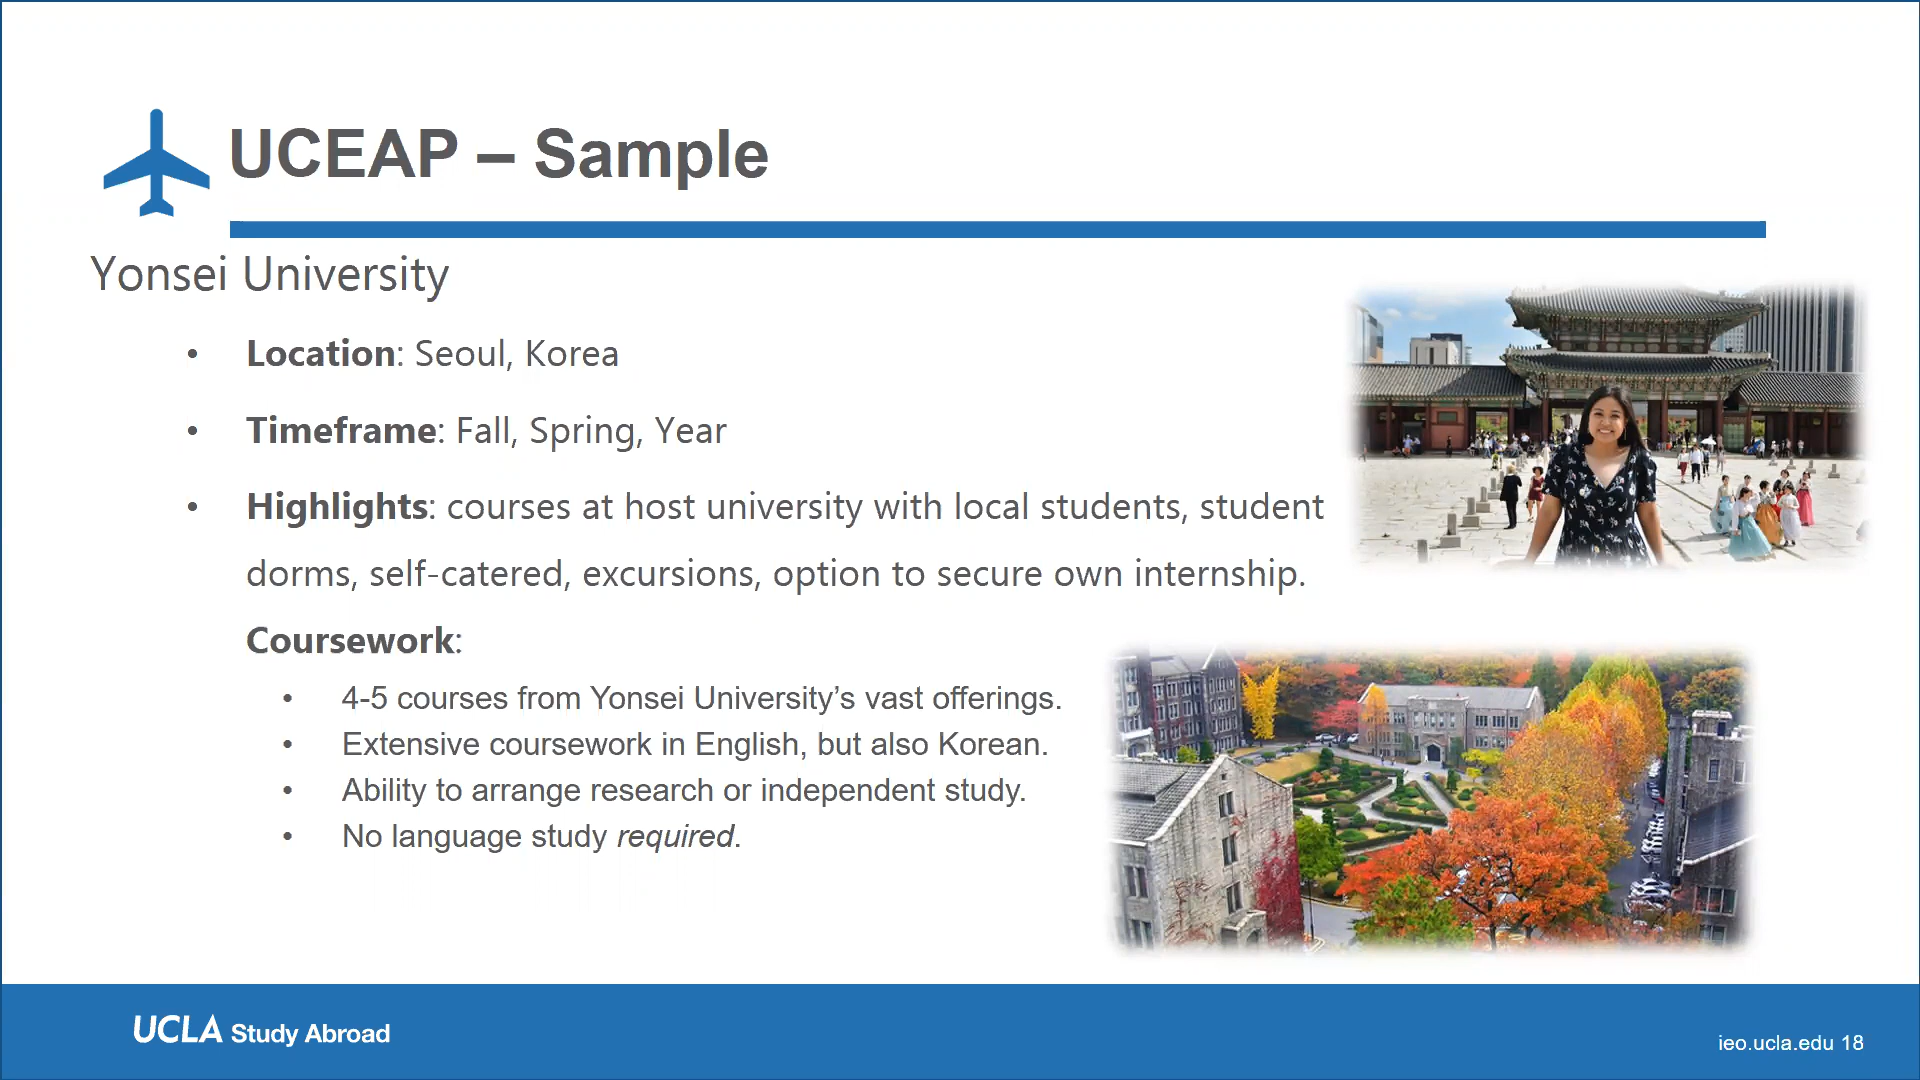 UCEAP – Sample
Yonsei University
• Location: Seoul, Korea
• Timeframe: Fall, Spring, Year
• Highlights: courses at host university with local students, student
dorms, self-catered, excursions, option to secure own internship.
Coursework:
• 4-5 courses from Yonsei University’s vast offerings.
• Extensive coursework in English, but also Korean.
• Ability to arrange research or independent study.
• No language study required.
UCLA Study Abroad
ieo.ucla.edu 18